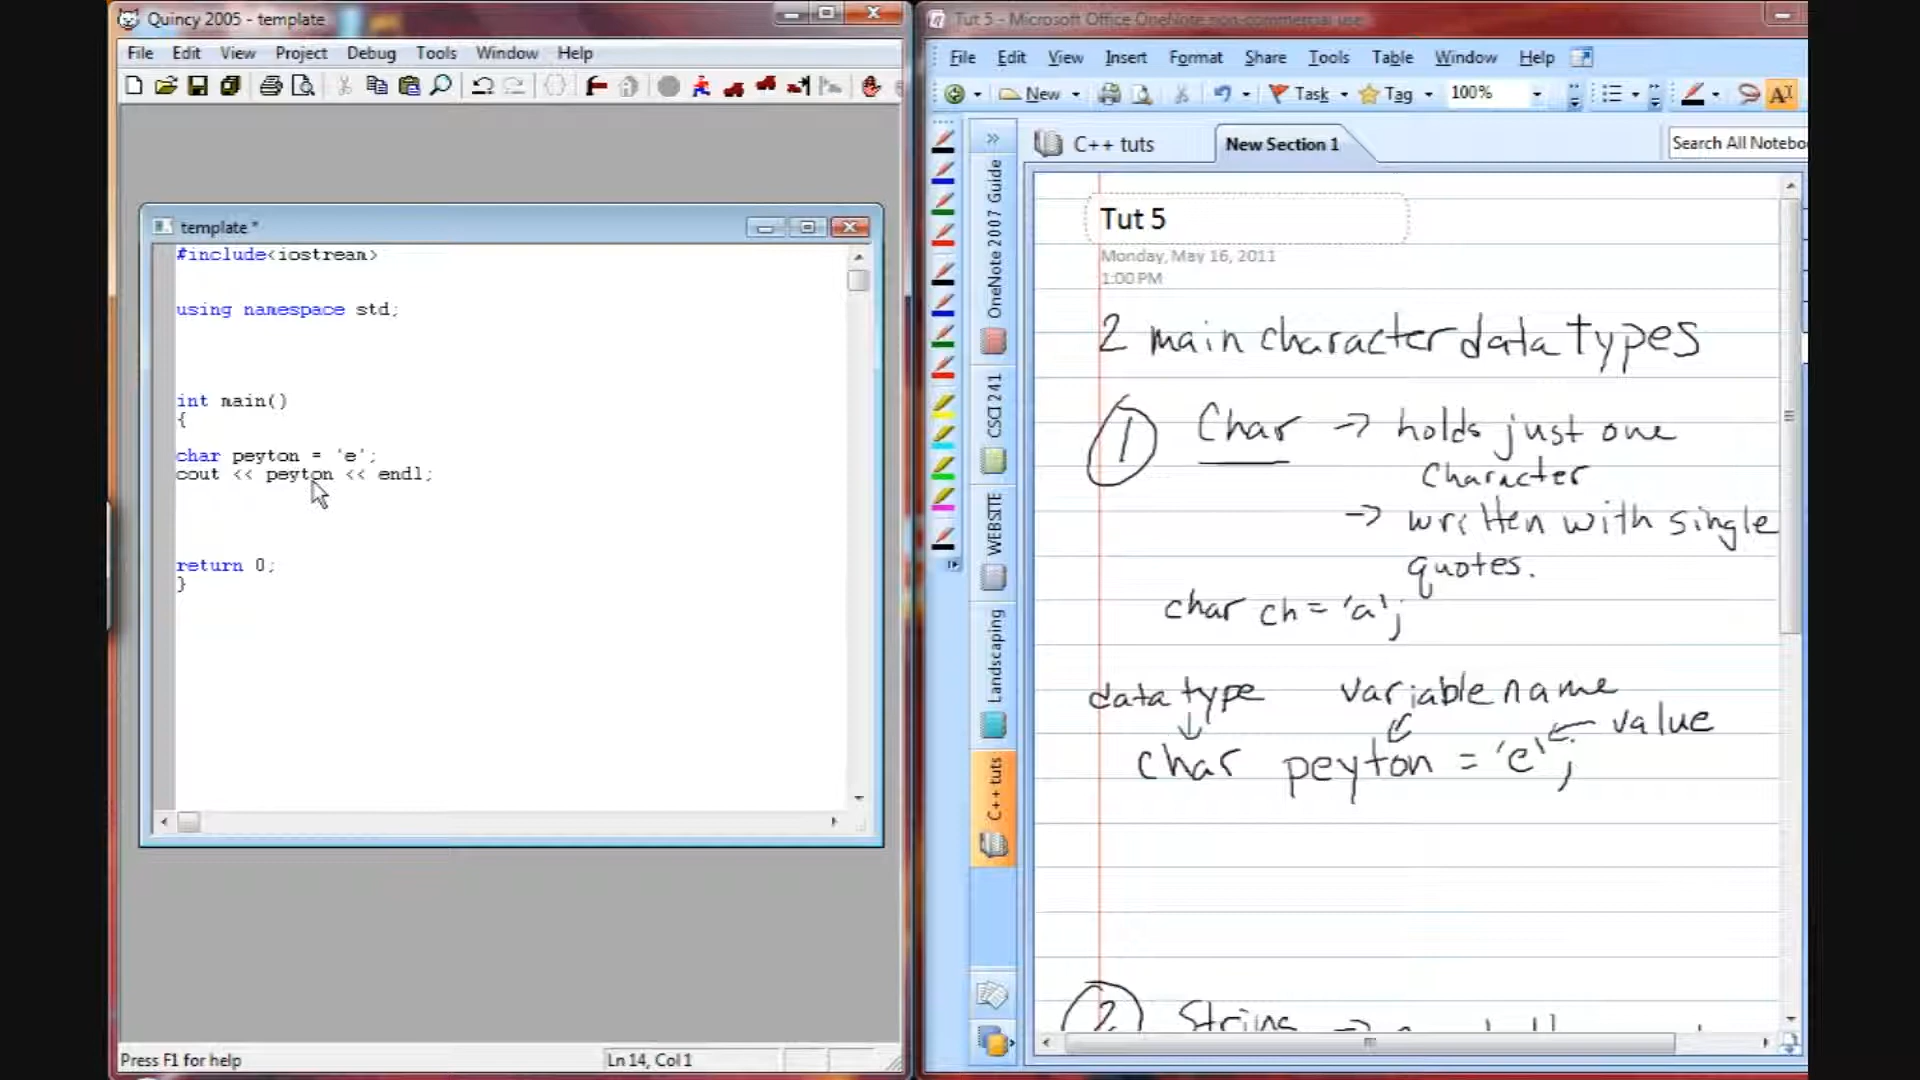 Quincy 2005 - template
File Edit View Project Debug Tools Window Help
template *
#include<iostream>
using namespace std;
int main()
{
char peyton = 'e';
cout << peyton << endl;
return 0;
}
Press F1 for help
Ln 14, Col 1
Tut 5 - Microsoft Office OneNote non-commercial use
File Edit View Insert Format Share Tools Table Window Help
New Task Tag 100%
C++ tuts
New Section 1
Search All Notebo
OneNote 2007 Guide
CSCI 241
WEBSITE
Landscaping
C++ tuts
Tut 5
Monday, May 16, 2011
1:00 PM
2 main character data types
1 Char -> holds just one
character
-> written with single
quotes.
char ch = 'a';
data type variable name
value
char peyton = 'e';
2 String ->